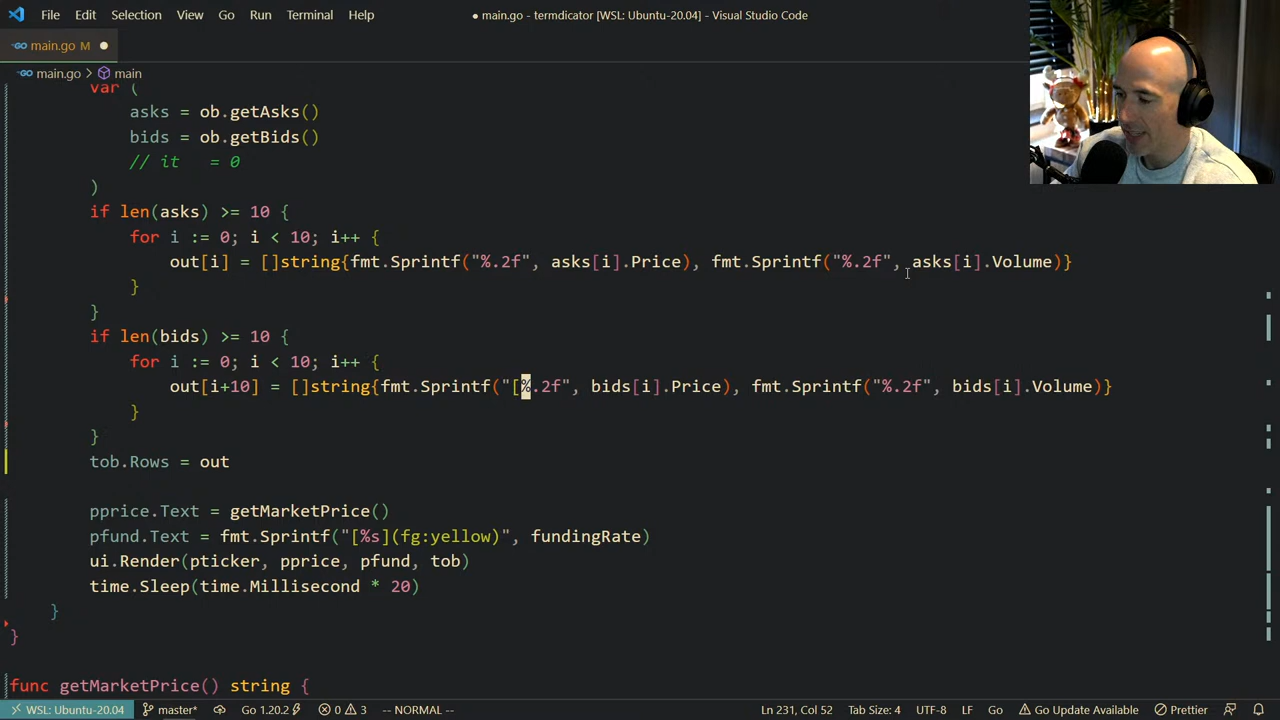 File Edit Selection View Go Run Terminal Help
● main.go - termdicator [WSL: Ubuntu-20.04] - Visual Studio Code
main.go M ●
main.go > main
var (
asks = ob.getAsks()
bids = ob.getBids()
// it   = 0
)
if len(asks) >= 10 {
for i := 0; i < 10; i++ {
out[i] = []string{fmt.Sprintf("%.2f", asks[i].Price), fmt.Sprintf("%.2f", asks[i].Volume)}
}
}
if len(bids) >= 10 {
for i := 0; i < 10; i++ {
out[i+10] = []string{fmt.Sprintf("[%.2f", bids[i].Price), fmt.Sprintf("%.2f", bids[i].Volume)}
}
}
tob.Rows = out
pprice.Text = getMarketPrice()
pfund.Text = fmt.Sprintf("[%s](fg:yellow)", fundingRate)
ui.Render(pticker, pprice, pfund, tob)
time.Sleep(time.Millisecond * 20)
}
}
func getMarketPrice() string {
WSL: Ubuntu-20.04 master* Go 1.20.2 0 3 -- NORMAL -- Ln 231, Col 52 Tab Size: 4 UTF-8 LF Go Go Update Available Prettier